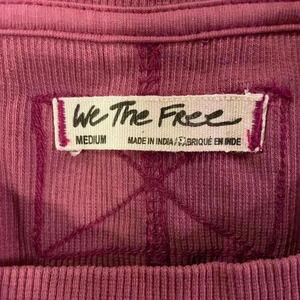 We The Free
MEDIUM MADE IN INDIA / FABRIQUÉ EN INDE